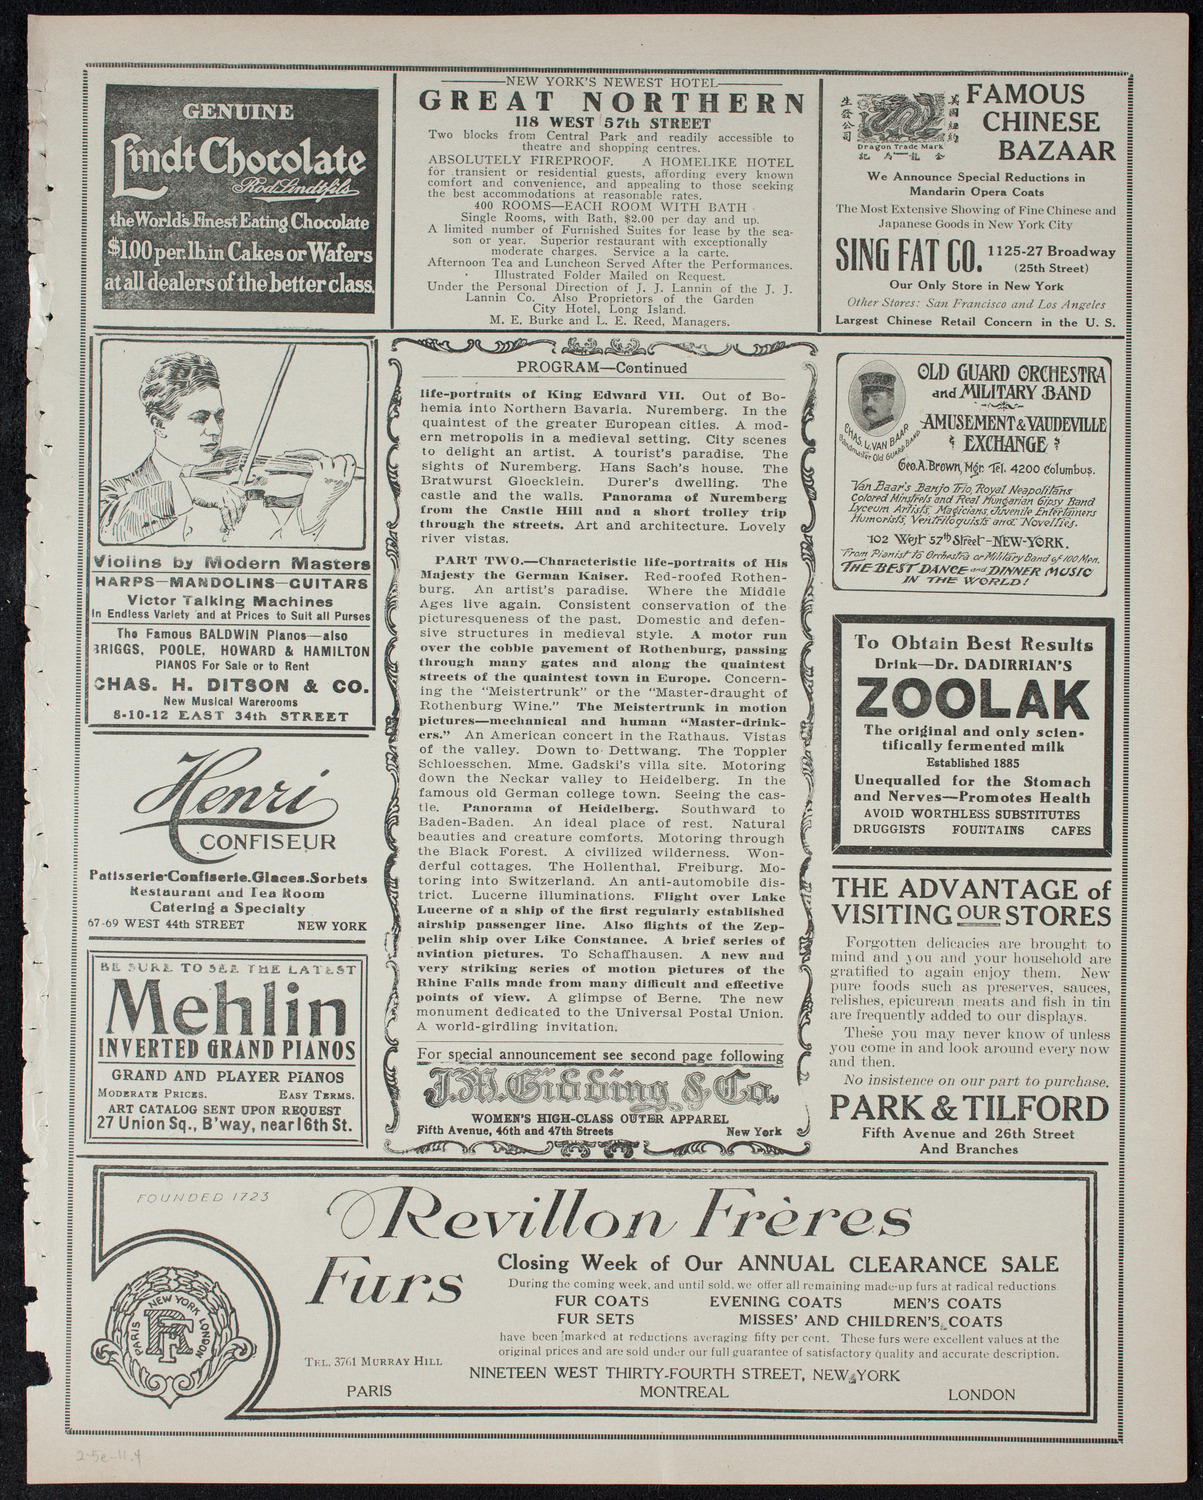 GENUINE
Lindt Chocolate
Rod. Lindt fils
the World's Finest Eating Chocolate
$1.00 per. lb. in Cakes or Wafers
at all dealers of the better class.
NEW YORK'S NEWEST HOTEL
GREAT NORTHERN
118 WEST 57th STREET
Two blocks from Central Park and readily accessible to
theatre and shopping centres.
ABSOLUTELY FIREPROOF. A HOMELIKE HOTEL
for transient or residential guests, affording every known
comfort and convenience, and appealing to those seeking
the best accommodations at reasonable rates.
400 ROOMS—EACH ROOM WITH BATH
Single Rooms, with Bath, $2.00 per day and up.
A limited number of Furnished Suites for lease by the sea-
son or year. Superior restaurant with exceptionally
moderate charges. Service a la carte.
Afternoon Tea and Luncheon Served After the Performances.
Illustrated Folder Mailed on Request.
Under the Personal Direction of J. J. Lannin of the J. J.
Lannin Co. Also Proprietors of the Garden
City Hotel, Long Island.
M. E. Burke and L. E. Reed, Managers.
生發公司
美國紐約
Dragon Trade Mark
金龍為記
FAMOUS
CHINESE
BAZAAR
We Announce Special Reductions in
Mandarin Opera Coats
The Most Extensive Showing of Fine Chinese and
Japanese Goods in New York City
SING FAT CO. 1125-27 Broadway
(25th Street)
Our Only Store in New York
Other Stores: San Francisco and Los Angeles
Largest Chinese Retail Concern in the U. S.
Violins by Modern Masters
HARPS—MANDOLINS—GUITARS
Victor Talking Machines
In Endless Variety and at Prices to Suit all Purses
The Famous BALDWIN Pianos—also
BRIGGS, POOLE, HOWARD & HAMILTON
PIANOS For Sale or to Rent
CHAS. H. DITSON & CO.
New Musical Warerooms
8-10-12 EAST 34th STREET
Henri
CONFISEUR
Patisserie-Confiserie.Glaces.Sorbets
Restaurant and Tea Room
Catering a Specialty
67-69 WEST 44th STREET NEW YORK
BE SURE TO SEE THE LATEST
Mehlin
INVERTED GRAND PIANOS
GRAND AND PLAYER PIANOS
MODERATE PRICES. EASY TERMS.
ART CATALOG SENT UPON REQUEST
27 Union Sq., B'way, near 16th St.
PROGRAM—Continued
life-portraits of King Edward VII. Out of Bo-
hemia into Northern Bavaria. Nuremberg. In the
quaintest of the greater European cities. A mod-
ern metropolis in a medieval setting. City scenes
to delight an artist. A tourist's paradise. The
sights of Nuremberg. Hans Sach's house. The
Bratwurst Gloecklein. Durer's dwelling. The
castle and the walls. Panorama of Nuremberg
from the Castle Hill and a short trolley trip
through the streets. Art and architecture. Lovely
river vistas.
PART TWO.—Characteristic life-portraits of His
Majesty the German Kaiser. Red-roofed Rothen-
burg. An artist's paradise. Where the Middle
Ages live again. Consistent conservation of the
picturesqueness of the past. Domestic and defen-
sive structures in medieval style. A motor run
over the cobble pavement of Rothenburg, passing
through many gates and along the quaintest
streets of the quaintest town in Europe. Concern-
ing the "Meistertrunk" or the "Master-draught of
Rothenburg Wine." The Meistertrunk in motion
pictures—mechanical and human "Master-drink-
ers." An American concert in the Rathaus. Vistas
of the valley. Down to Dettwang. The Toppler
Schloesschen. Mme. Gadski's villa site. Motoring
down the Neckar valley to Heidelberg. In the
famous old German college town. Seeing the cas-
tle. Panorama of Heidelberg. Southward to
Baden-Baden. An ideal place of rest. Natural
beauties and creature comforts. Motoring through
the Black Forest. A civilized wilderness. Won-
derful cottages. The Hollenthal. Freiburg. Mo-
toring into Switzerland. An anti-automobile dis-
trict. Lucerne illuminations. Flight over Lake
Lucerne of a ship of the first regularly established
airship passenger line. Also flights of the Zep-
pelin ship over Like Constance. A brief series of
aviation pictures. To Schaffhausen. A new and
very striking series of motion pictures of the
Rhine Falls made from many difficult and effective
points of view. A glimpse of Berne. The new
monument dedicated to the Universal Postal Union.
A world-girdling invitation.
For special announcement see second page following
J.M. Gidding & Co.
WOMEN'S HIGH-CLASS OUTER APPAREL
Fifth Avenue, 46th and 47th Streets New York
CHAS. L. VAN BAAR
Bandmaster Old Guard Band
OLD GUARD ORCHESTRA
and MILITARY BAND
AMUSEMENT & VAUDEVILLE
EXCHANGE
Geo. A. Brown, Mgr. Tel. 4200 Columbus.
Van Baar's Banjo Trio, Royal Neapolitans
Colored Minstrels and Real Hungarian Gipsy Band
Lyceum Artists, Magicians, Juvenile Entertainers
Humorists, Ventriloquists and Novelties.
102 West 57th Street - NEW-YORK.
From Pianist to Orchestra or Military Band of 100 Men.
THE BEST DANCE and DINNER MUSIC
IN THE WORLD!
To Obtain Best Results
Drink—Dr. DADIRRIAN'S
ZOOLAK
The original and only scien-
tifically fermented milk
Established 1885
Unequalled for the Stomach
and Nerves—Promotes Health
AVOID WORTHLESS SUBSTITUTES
DRUGGISTS FOUNTAINS CAFES
THE ADVANTAGE of
VISITING OUR STORES
Forgotten delicacies are brought to
mind and you and your household are
gratified to again enjoy them. New
pure foods such as preserves, sauces,
relishes, epicurean meats and fish in tin
are frequently added to our displays.
These you may never know of unless
you come in and look around every now
and then.
No insistence on our part to purchase.
PARK & TILFORD
Fifth Avenue and 26th Street
And Branches
FOUNDED 1723
Revillon Frères
Furs
PARIS NEW YORK LONDON
RF
TEL. 3761 MURRAY HILL
Closing Week of Our ANNUAL CLEARANCE SALE
During the coming week, and until sold, we offer all remaining made-up furs at radical reductions.
FUR COATS EVENING COATS MEN'S COATS
FUR SETS MISSES' AND CHILDREN'S COATS
have been marked at reductions averaging fifty per cent. These furs were excellent values at the
original prices and are sold under our full guarantee of satisfactory quality and accurate description.
NINETEEN WEST THIRTY-FOURTH STREET, NEW YORK
PARIS MONTREAL LONDON
2-5e-11.4